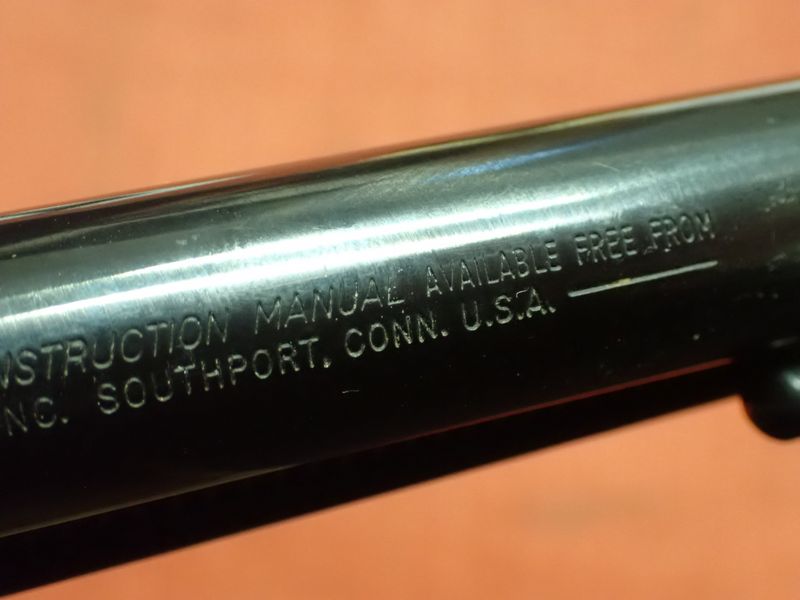 NSTRUCTION MANUAL AVAILABLE FREE FROM
NC. SOUTHPORT, CONN. U.S.A.